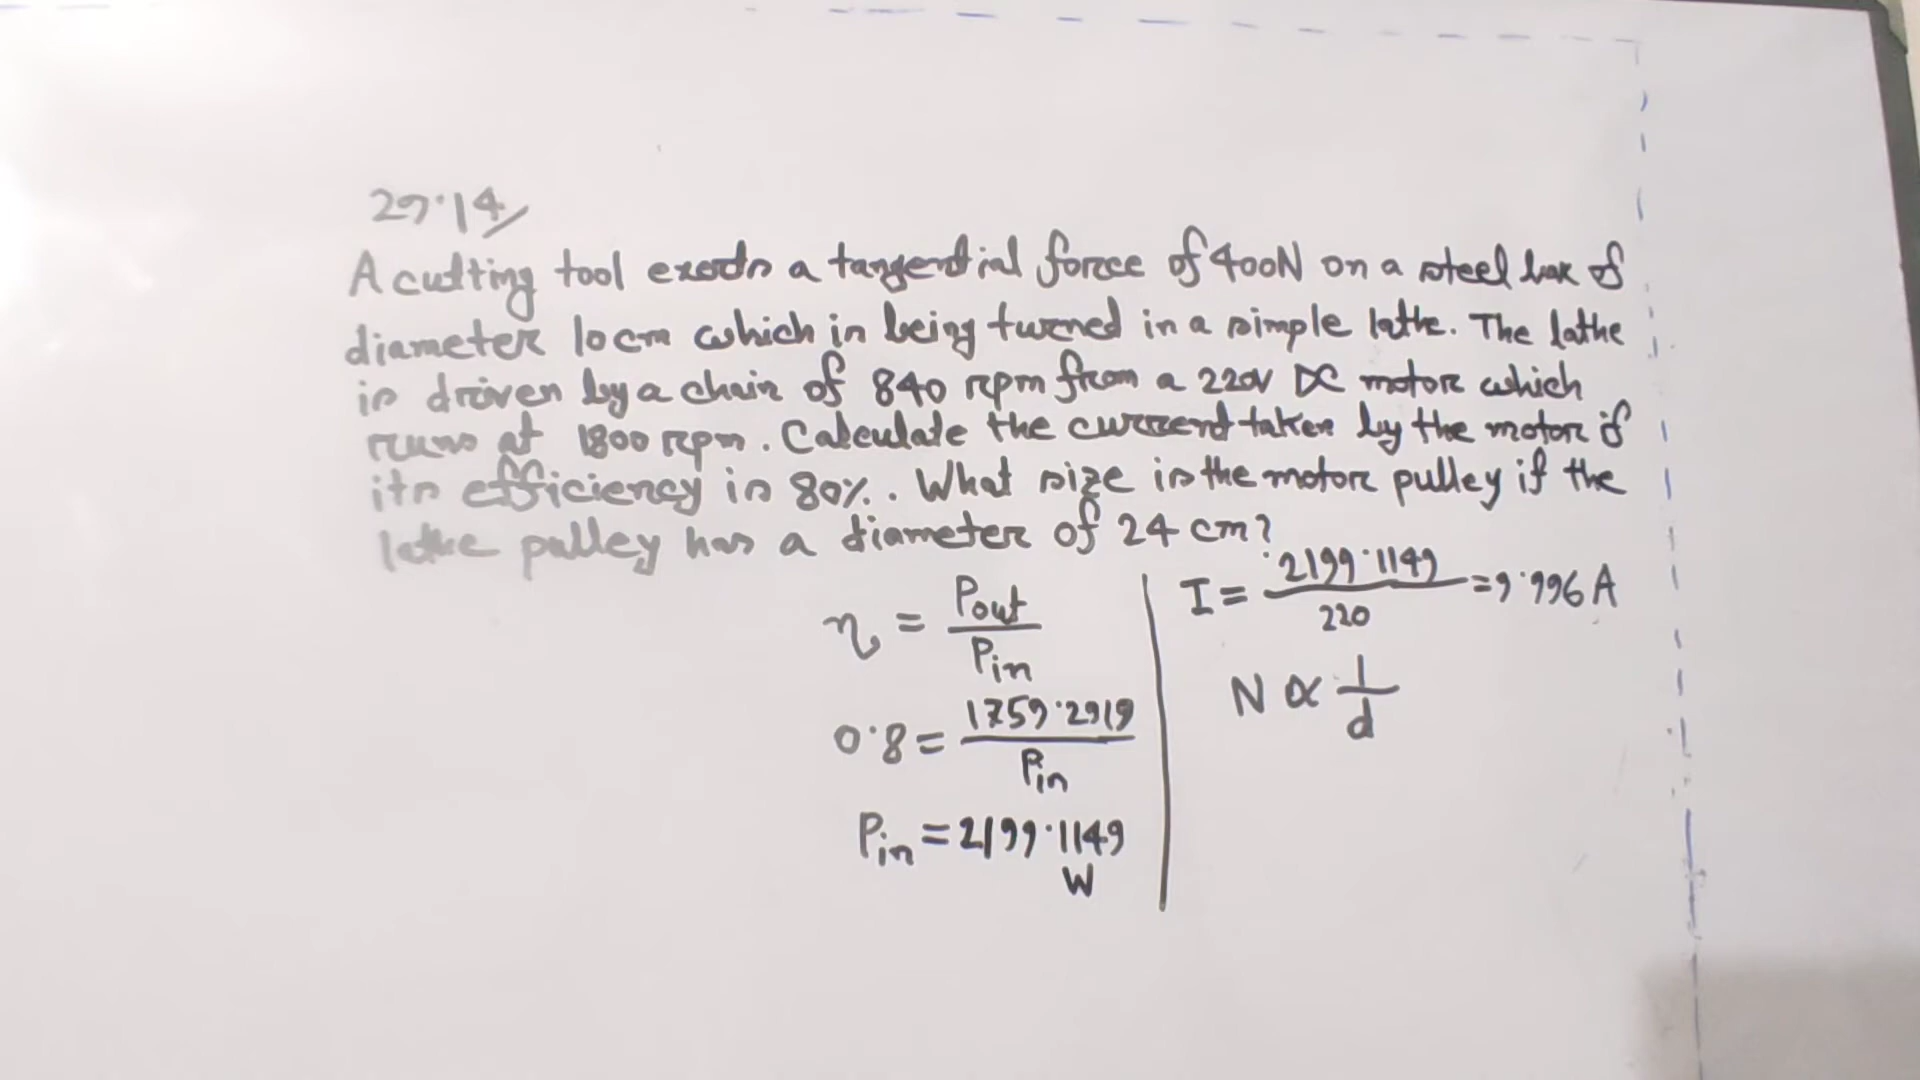 29.14/
A cutting tool exerts a tangential force of 400N on a steel bar of
diameter 10cm which is being turned in a simple lathe. The lathe
is driven by a chain of 840 rpm from a 220V DC motor which
runs at 1800 rpm. Calculate the current taken by the motor if
its efficiency is 80%. What size is the motor pulley if the
lathe pulley has a diameter of 24 cm?
η = Pout / Pin
0.8 = 1759.2919 / Pin
Pin = 2199.1149
W
I = 2199.1149 / 220 = 9.996 A
N ∝ 1/d